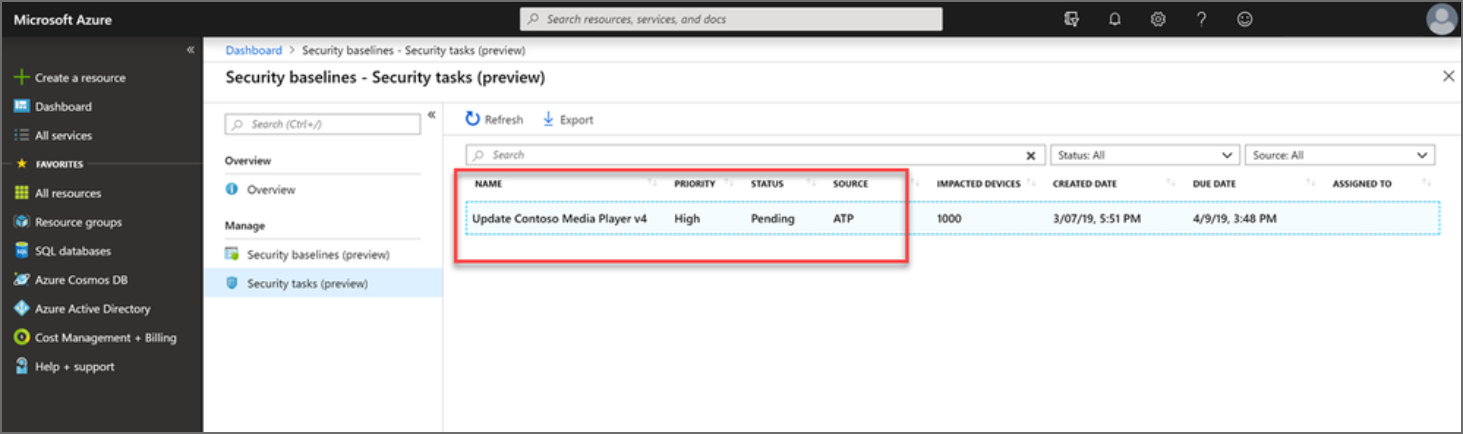 Microsoft Azure
Search resources, services, and docs
Create a resource
Dashboard
All services
FAVORITES
All resources
Resource groups
SQL databases
Azure Cosmos DB
Azure Active Directory
Cost Management + Billing
Help + support
Dashboard > Security baselines - Security tasks (preview)
Security baselines - Security tasks (preview)
Search (Ctrl+/)
Overview
Overview
Manage
Security baselines (preview)
Security tasks (preview)
Refresh Export
Search Status: All Source: All
NAME PRIORITY STATUS SOURCE IMPACTED DEVICES CREATED DATE DUE DATE ASSIGNED TO
Update Contoso Media Player v4 High Pending ATP 1000 3/07/19, 5:51 PM 4/9/19, 3:48 PM